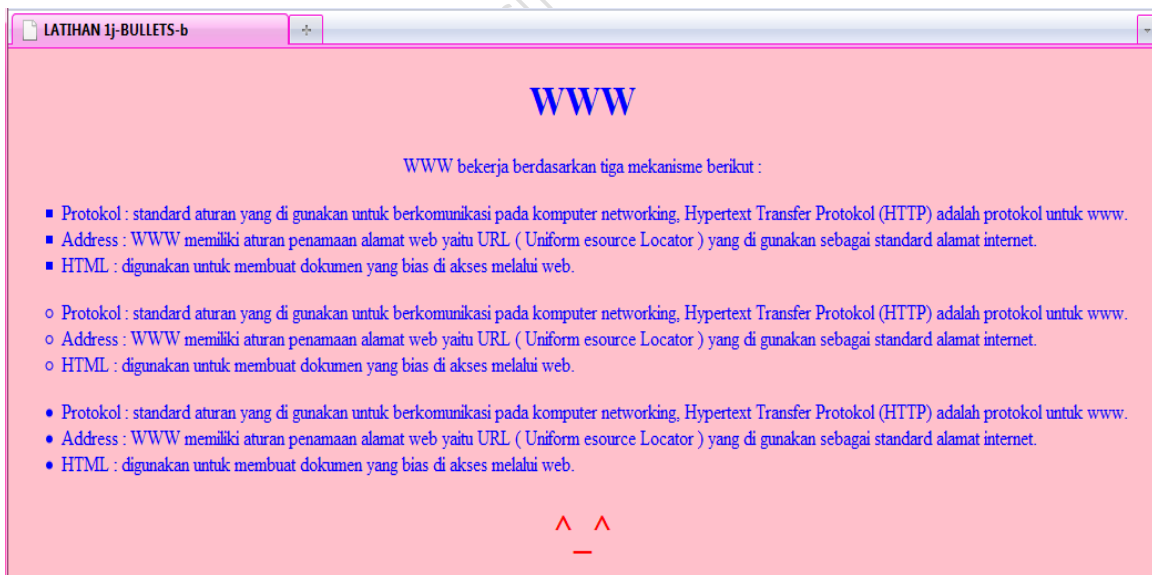 LATIHAN 1j-BULLETS-b
WWW
WWW bekerja berdasarkan tiga mekanisme berikut :
Protokol : standard aturan yang di gunakan untuk berkomunikasi pada komputer networking, Hypertext Transfer Protokol (HTTP) adalah protokol untuk www.
Address : WWW memiliki aturan penamaan alamat web yaitu URL ( Uniform esource Locator ) yang di gunakan sebagai standard alamat internet.
HTML : digunakan untuk membuat dokumen yang bias di akses melalui web.
Protokol : standard aturan yang di gunakan untuk berkomunikasi pada komputer networking, Hypertext Transfer Protokol (HTTP) adalah protokol untuk www.
Address : WWW memiliki aturan penamaan alamat web yaitu URL ( Uniform esource Locator ) yang di gunakan sebagai standard alamat internet.
HTML : digunakan untuk membuat dokumen yang bias di akses melalui web.
Protokol : standard aturan yang di gunakan untuk berkomunikasi pada komputer networking, Hypertext Transfer Protokol (HTTP) adalah protokol untuk www.
Address : WWW memiliki aturan penamaan alamat web yaitu URL ( Uniform esource Locator ) yang di gunakan sebagai standard alamat internet.
HTML : digunakan untuk membuat dokumen yang bias di akses melalui web.
^_^